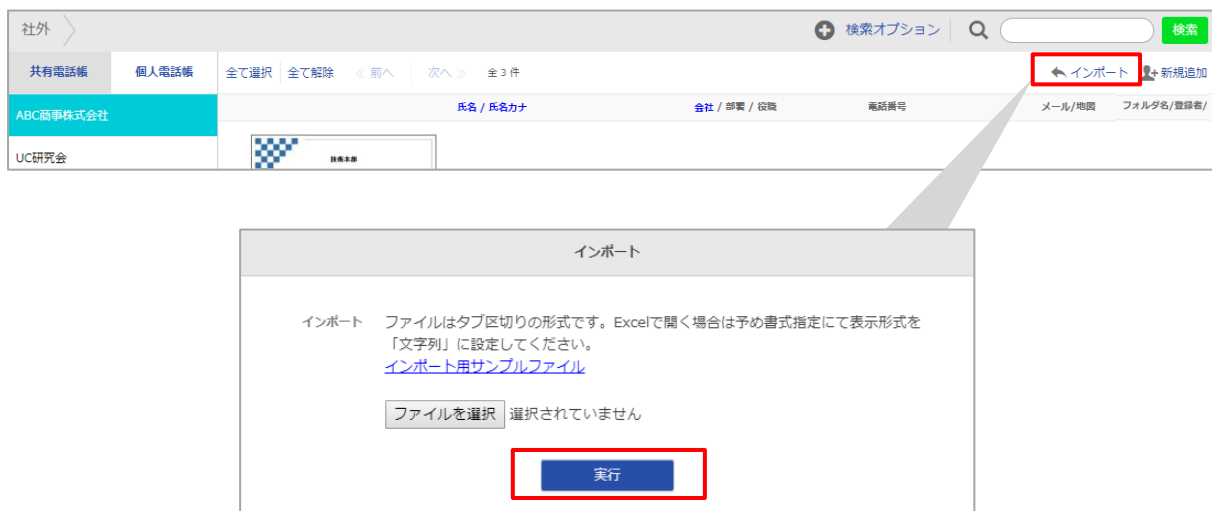 社外
検索オプション
検索
共有電話帳 個人電話帳 全て選択 全て解除 ≪ 前へ 次へ ≫ 全 3 件 インポート 新規追加
氏名 / 氏名カナ 会社 / 部署 / 役職 電話番号 メール/地図 フォルダ名/登録者/
ABC商事株式会社
UC研究会
技術本部
インポート
インポート ファイルはタブ区切りの形式です。Excelで開く場合は予め書式指定にて表示形式を
「文字列」に設定してください。
インポート用サンプルファイル
ファイルを選択 選択されていません
実行